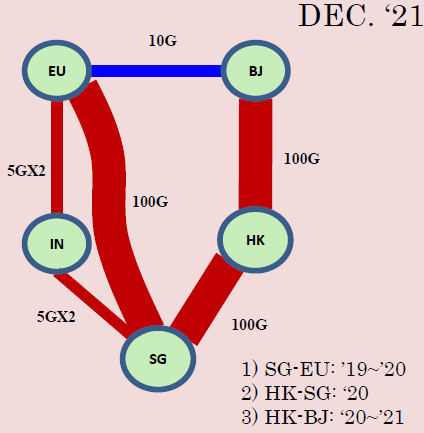 DEC. ‘21
10G
EU
BJ
5GX2
100G
100G
IN
HK
5GX2
100G
SG
1) SG-EU: ’19~’20
2) HK-SG: ‘20
3) HK-BJ: ‘20~’21